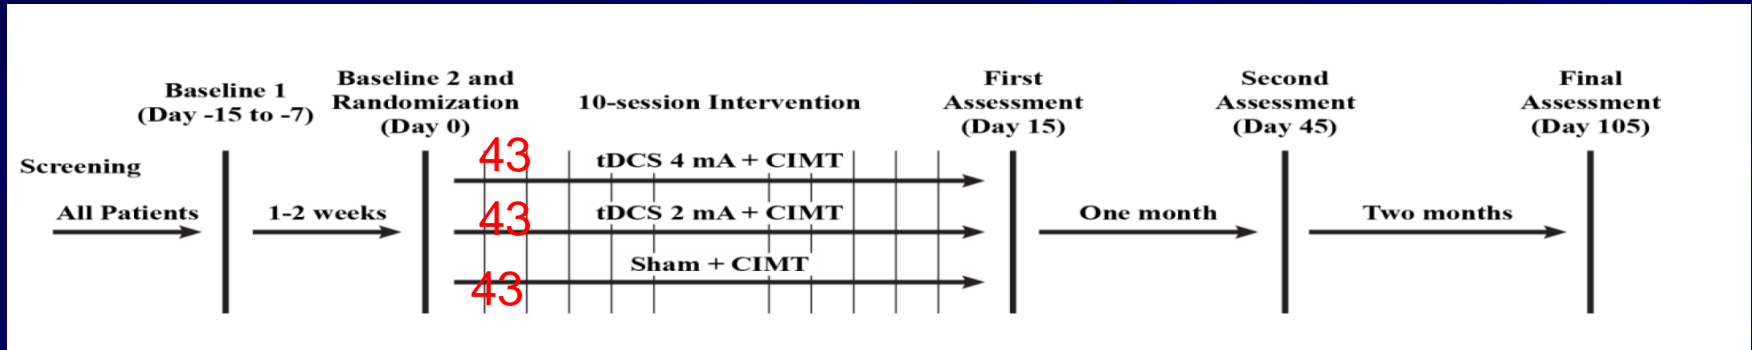 Screening
All Patients
Baseline 1
(Day -15 to -7)
1-2 weeks
Baseline 2 and
Randomization
(Day 0)
10-session Intervention
43
tDCS 4 mA + CIMT
43
tDCS 2 mA + CIMT
43
Sham + CIMT
First
Assessment
(Day 15)
One month
Second
Assessment
(Day 45)
Two months
Final
Assessment
(Day 105)